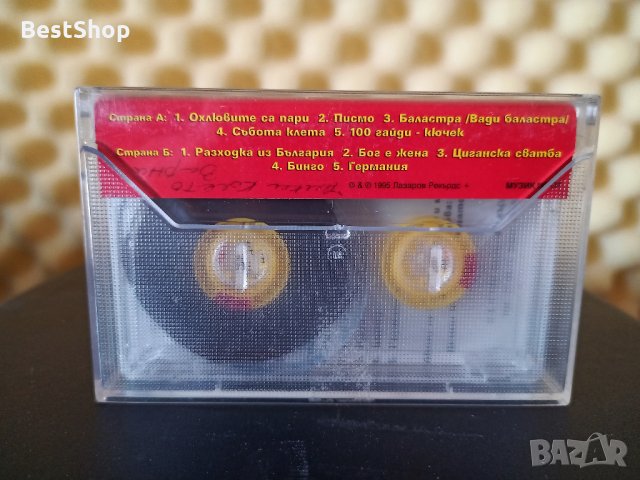 BestShop
Страна А: 1. Охлювите са пари 2. Писмо 3. Баластра /Вади баластра/
4. Събота клета 5. 100 гайди - кючек
Страна Б: 1. Разходка из България 2. Бог е жена 3. Циганска сватба
4. Бинго 5. Германия
© & ℗ 1995 Лазаров Рекърдс
BAZAR